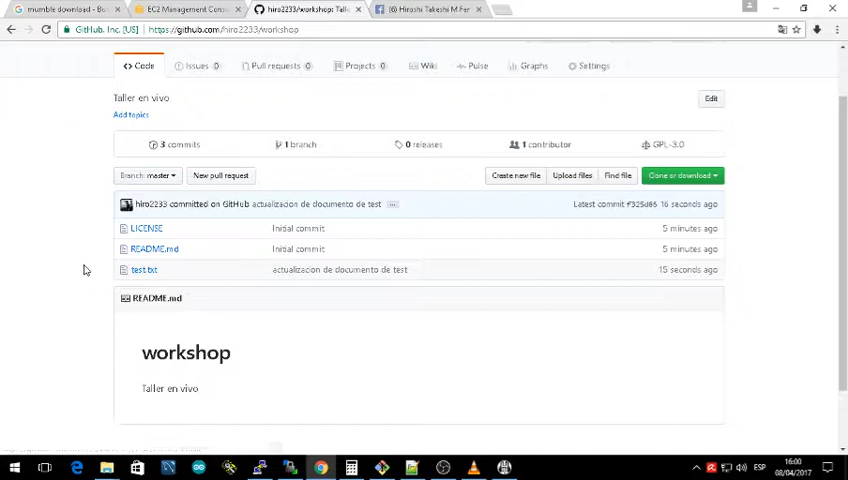 mumble download - Bu
EC2 Management Conso
hiro2233/workshop: Talle
(6) Hiroshi Takeshi M Fer
GitHub, Inc. [US] https://github.com/hiro2233/workshop
Code Issues 0 Pull requests 0 Projects 0 Wiki Pulse Graphs Settings
Taller en vivo Edit
Add topics
3 commits 1 branch 0 releases 1 contributor GPL-3.0
Branch: master New pull request Create new file Upload files Find file Clone or download
hiro2233 committed on GitHub actualizacion de documento de test Latest commit f325d86 16 seconds ago
LICENSE Initial commit 5 minutes ago
README.md Initial commit 5 minutes ago
test.txt actualizacion de documento de test 15 seconds ago
README.md
workshop
Taller en vivo
ESP
16:00
08/04/2017